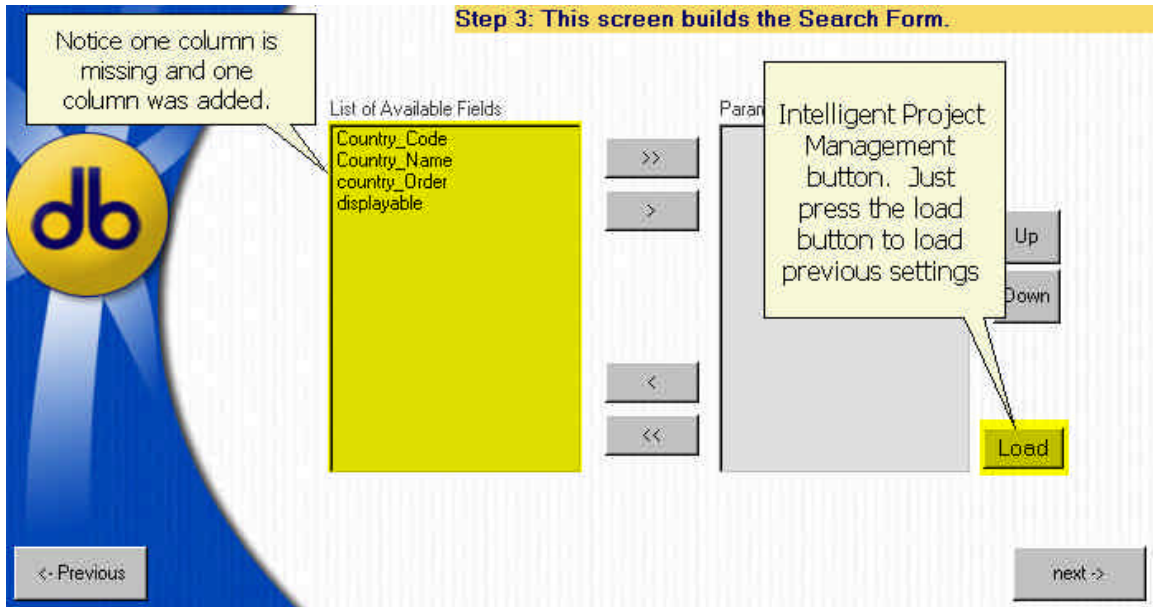 Step 3: This screen builds the Search Form.
Notice one column is
missing and one
column was added.
List of Available Fields
Country_Code
Country_Name
country_Order
displayable
>>
>
<
<<
Intelligent Project
Management
button. Just
press the load
button to load
previous settings
Up
Down
Load
db
<- Previous
next ->